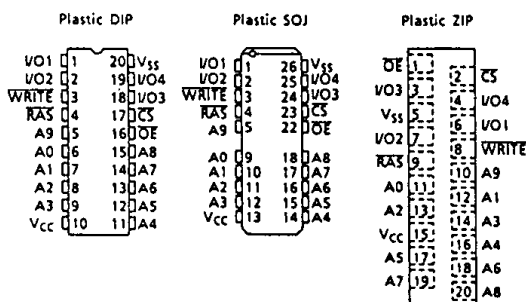 Plastic DIP
I/O1 1 20 Vss
I/O2 2 19 I/O4
WRITE 3 18 I/O3
RAS 4 17 CS
A9 5 16 OE
A0 6 15 A8
A1 7 14 A7
A2 8 13 A6
A3 9 12 A5
Vcc 10 11 A4
Plastic SOJ
I/O1 1 26 Vss
I/O2 2 25 I/O4
WRITE 3 24 I/O3
RAS 4 23 CS
A9 5 22 OE
A0 9 18 A8
A1 10 17 A7
A2 11 16 A6
A3 12 15 A5
Vcc 13 14 A4
Plastic ZIP
OE 1
2 CS
I/O3 3
4 I/O4
Vss 5
6 I/O1
I/O2 7
8 WRITE
RAS 9
10 A9
A0 11
12 A1
A2 13
14 A3
Vcc 15
16 A4
A5 17
18 A6
A7 19
20 A8